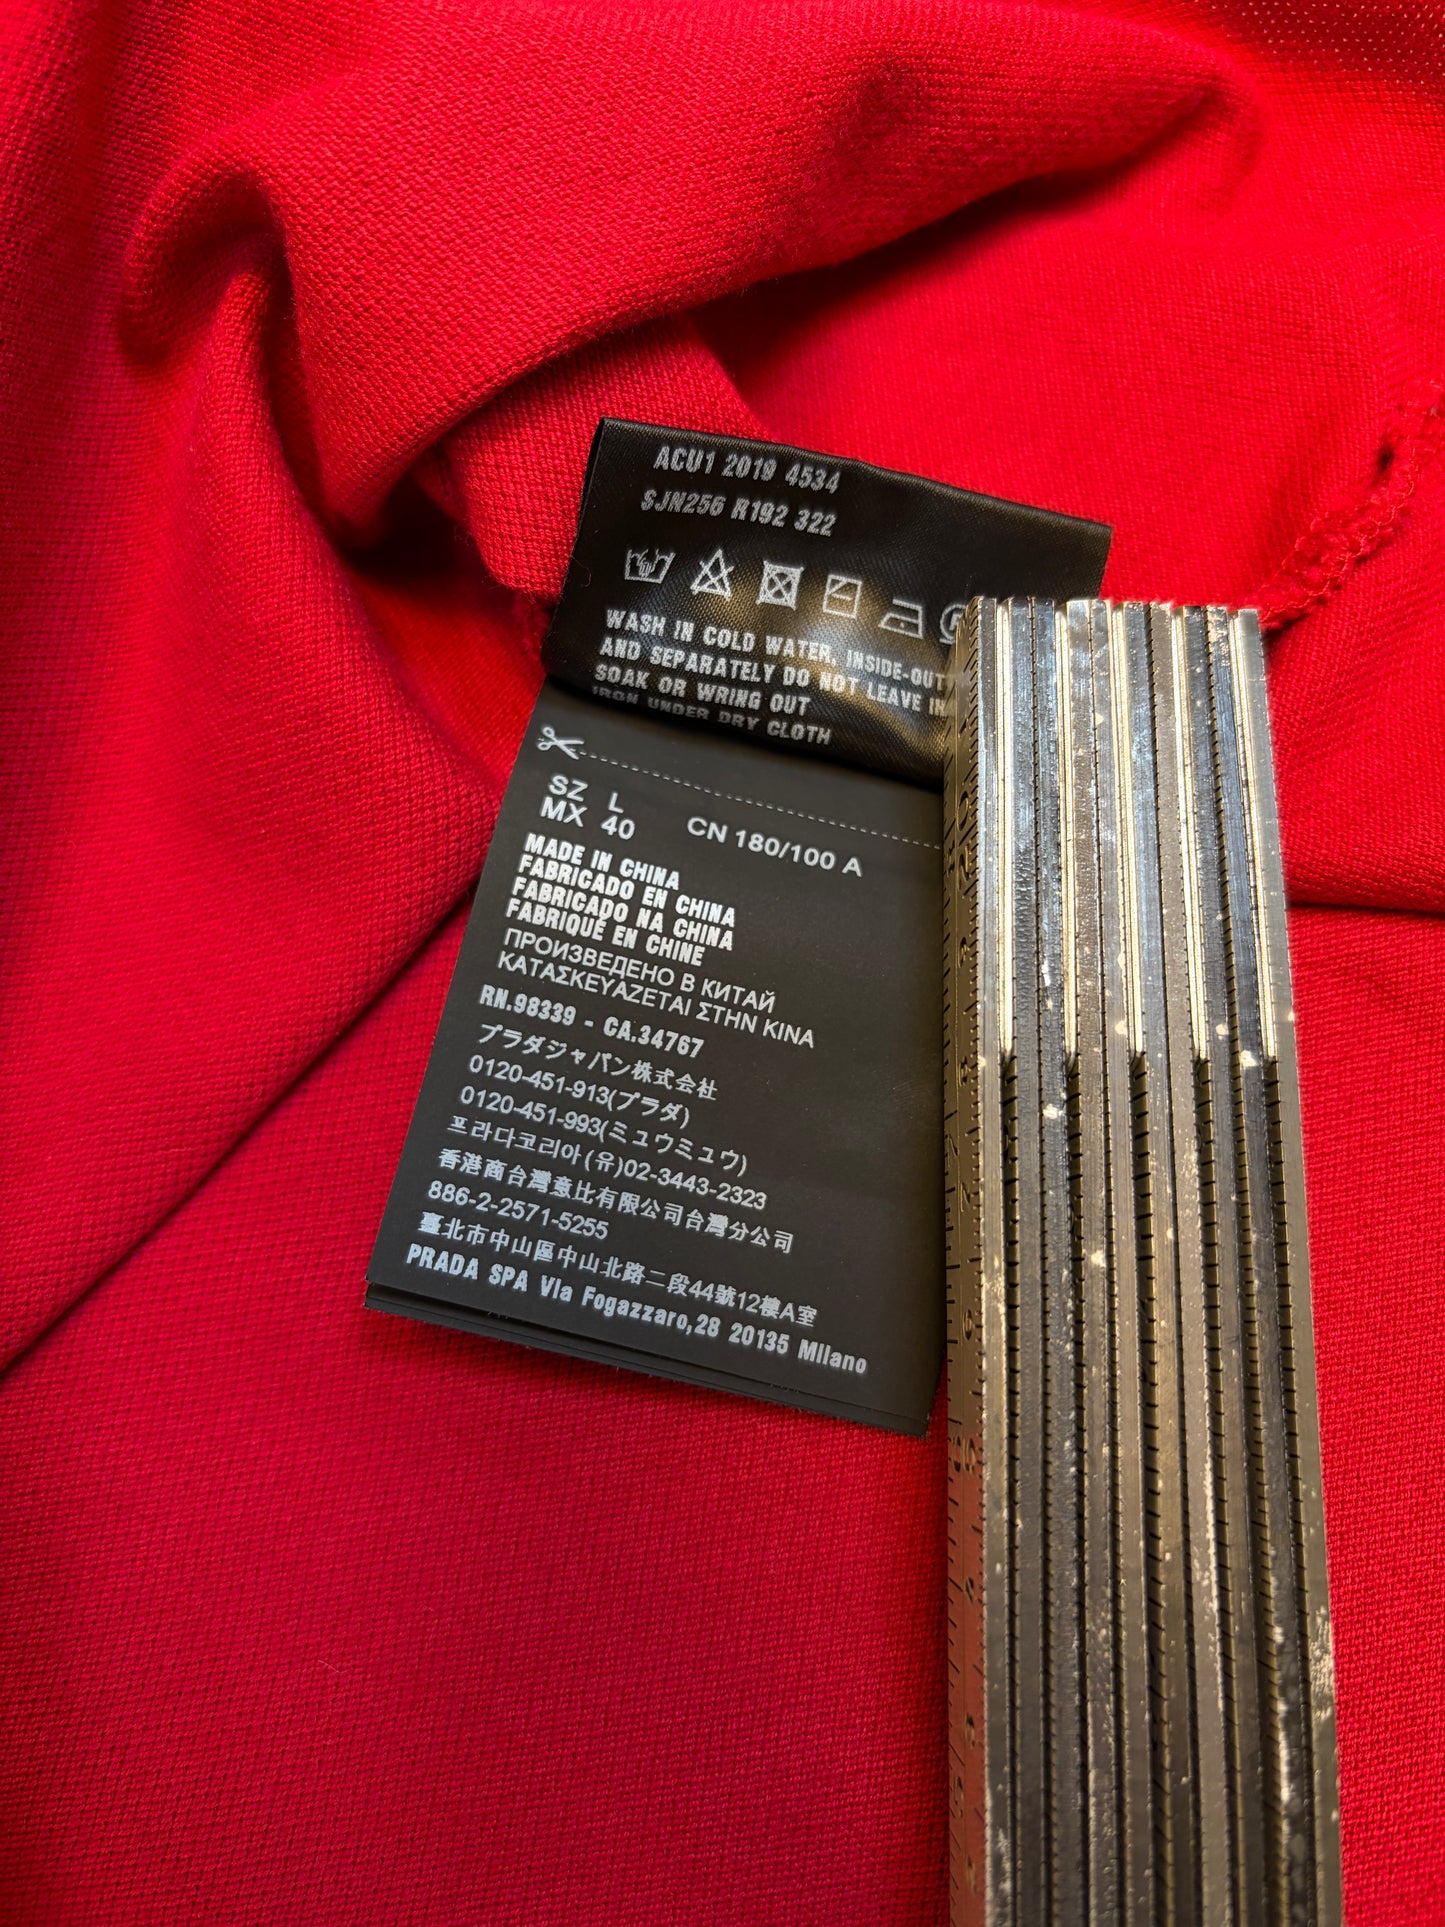 ACU1 2019 4534
SJN256 R192 322
WASH IN COLD WATER, INSIDE-OUT
AND SEPARATELY DO NOT LEAVE IN
SOAK OR WRING OUT
IRON UNDER DRY CLOTH
SZ L
MX 40
CN 180/100 A
MADE IN CHINA
FABRICADO EN CHINA
FABRICADO NA CHINA
FABRIQUÉ EN CHINE
ПРОИЗВЕДЕНО В КИТАЙ
ΚΑΤΑΣΚΕΥΑΖΕΤΑΙ ΣΤΗΝ ΚΙΝΑ
RN.98339 - CA.34767
プラダジャパン株式会社
0120-451-913(プラダ)
0120-451-993(ミュウミュウ)
프라다코리아(유)02-3443-2323
香港商台灣意比有限公司台灣分公司
886-2-2571-5255
臺北市中山區中山北路二段44號12樓A室
PRADA SPA Via Fogazzaro,28 20135 Milano